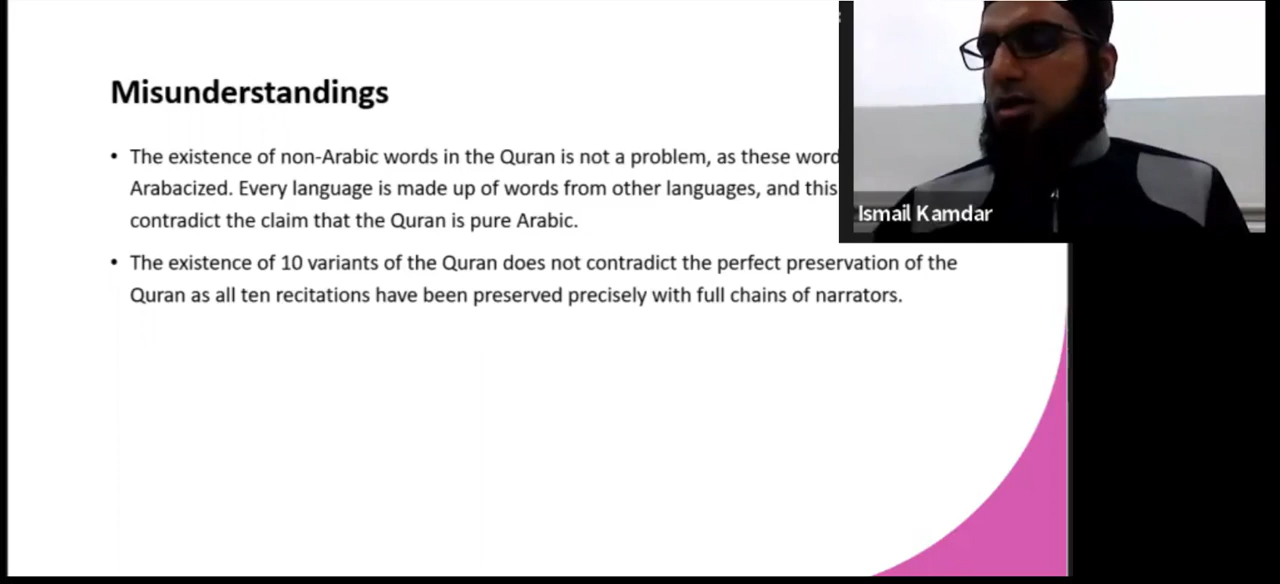 Misunderstandings
• The existence of non-Arabic words in the Quran is not a problem, as these word
Arabacized. Every language is made up of words from other languages, and this
contradict the claim that the Quran is pure Arabic.
• The existence of 10 variants of the Quran does not contradict the perfect preservation of the
Quran as all ten recitations have been preserved precisely with full chains of narrators.
Ismail Kamdar